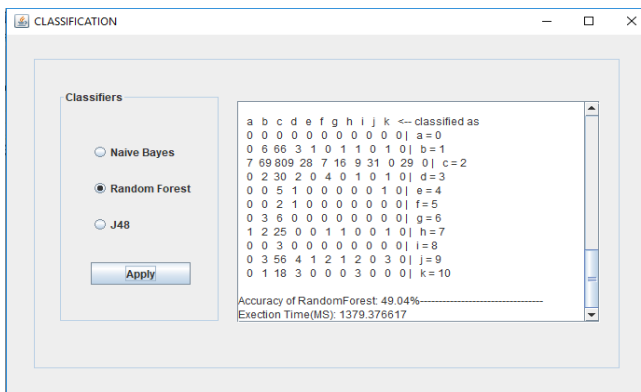 CLASSIFICATION
Classifiers
Naive Bayes
Random Forest
J48
Apply
a b c d e f g h i j k <-- classified as
0 0 0 0 0 0 0 0 0 0 0| a = 0
0 6 66 3 1 0 1 1 0 1 0| b = 1
7 69 809 28 7 16 9 31 0 29 0| c = 2
0 2 30 2 0 4 0 1 0 1 0| d = 3
0 0 5 1 0 0 0 0 0 1 0| e = 4
0 0 2 1 0 0 0 0 0 0 0| f = 5
0 3 6 0 0 0 0 0 0 0 0| g = 6
1 2 25 0 0 1 1 0 0 1 0| h = 7
0 0 3 0 0 0 0 0 0 0 0| i = 8
0 3 56 4 1 2 1 2 0 3 0| j = 9
0 1 18 3 0 0 0 3 0 0 0| k = 10
Accuracy of RandomForest: 49.04%---------------------------------
Exection Time(MS): 1379.376617